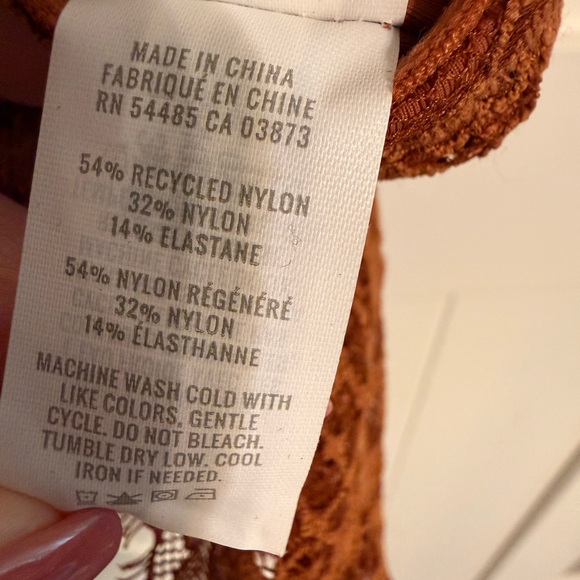 MADE IN CHINA
FABRIQUÉ EN CHINE
RN 54485 CA 03873
54% RECYCLED NYLON
32% NYLON
14% ELASTANE
54% NYLON RÉGÉNÉRÉ
32% NYLON
14% ÉLASTHANNE
MACHINE WASH COLD WITH
LIKE COLORS. GENTLE
CYCLE. DO NOT BLEACH.
TUMBLE DRY LOW. COOL
IRON IF NEEDED.